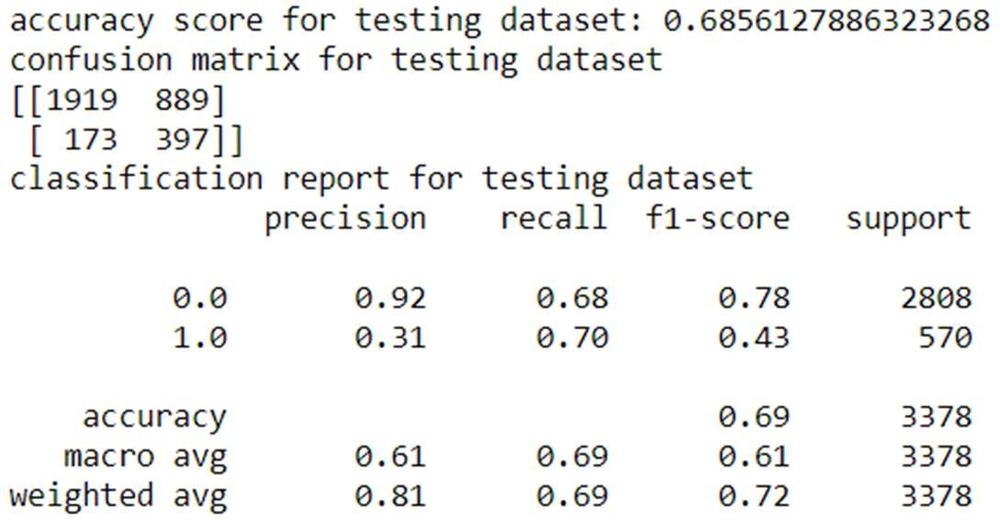 accuracy score for testing dataset: 0.6856127886323268
confusion matrix for testing dataset
[[1919  889]
 [ 173  397]]
classification report for testing dataset
             precision    recall  f1-score   support

        0.0       0.92      0.68      0.78      2808
        1.0       0.31      0.70      0.43       570

   accuracy                           0.69      3378
  macro avg       0.61      0.69      0.61      3378
weighted avg       0.81      0.69      0.72      3378